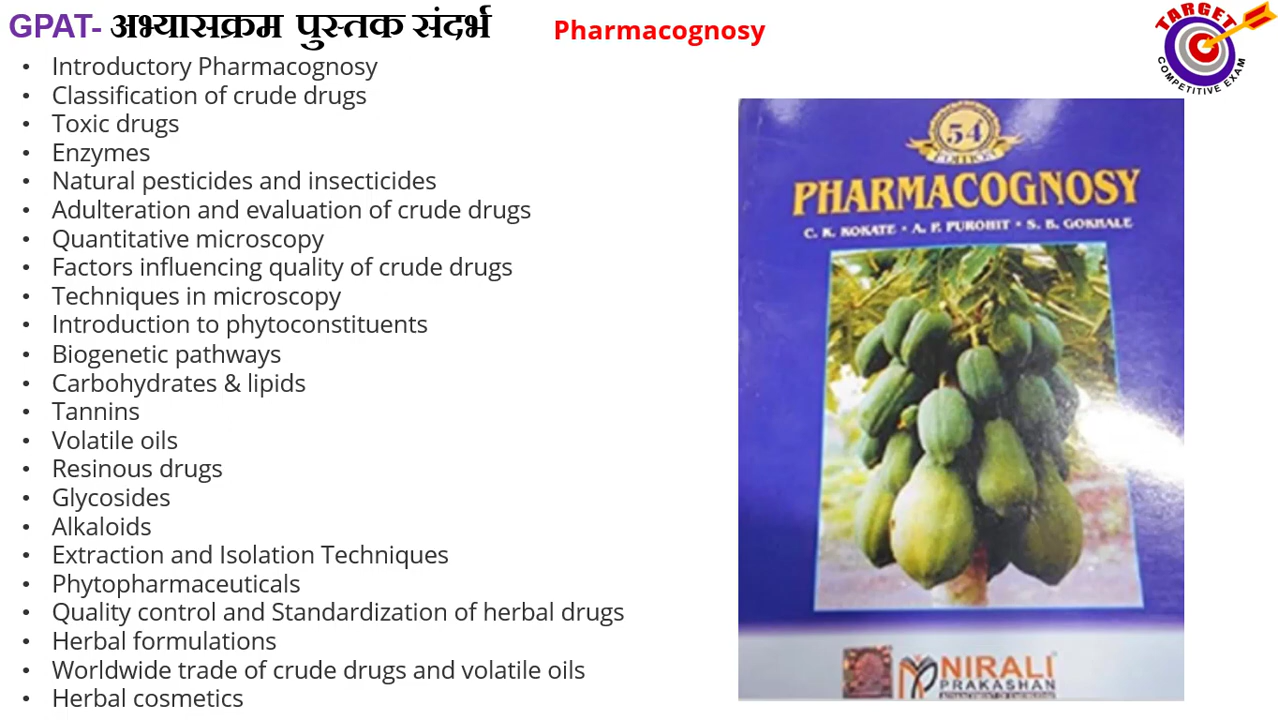 GPAT- अभ्यासक्रम पुस्तक संदर्भ
Pharmacognosy
TARGET
COMPETITIVE EXAM
• Introductory Pharmacognosy
• Classification of crude drugs
• Toxic drugs
• Enzymes
• Natural pesticides and insecticides
• Adulteration and evaluation of crude drugs
• Quantitative microscopy
• Factors influencing quality of crude drugs
• Techniques in microscopy
• Introduction to phytoconstituents
• Biogenetic pathways
• Carbohydrates & lipids
• Tannins
• Volatile oils
• Resinous drugs
• Glycosides
• Alkaloids
• Extraction and Isolation Techniques
• Phytopharmaceuticals
• Quality control and Standardization of herbal drugs
• Herbal formulations
• Worldwide trade of crude drugs and volatile oils
• Herbal cosmetics
54
EDITION
PHARMACOGNOSY
C. K. KOKATE • A. P. PUROHIT • S. B. GOKHALE
NIRALI
PRAKASHAN